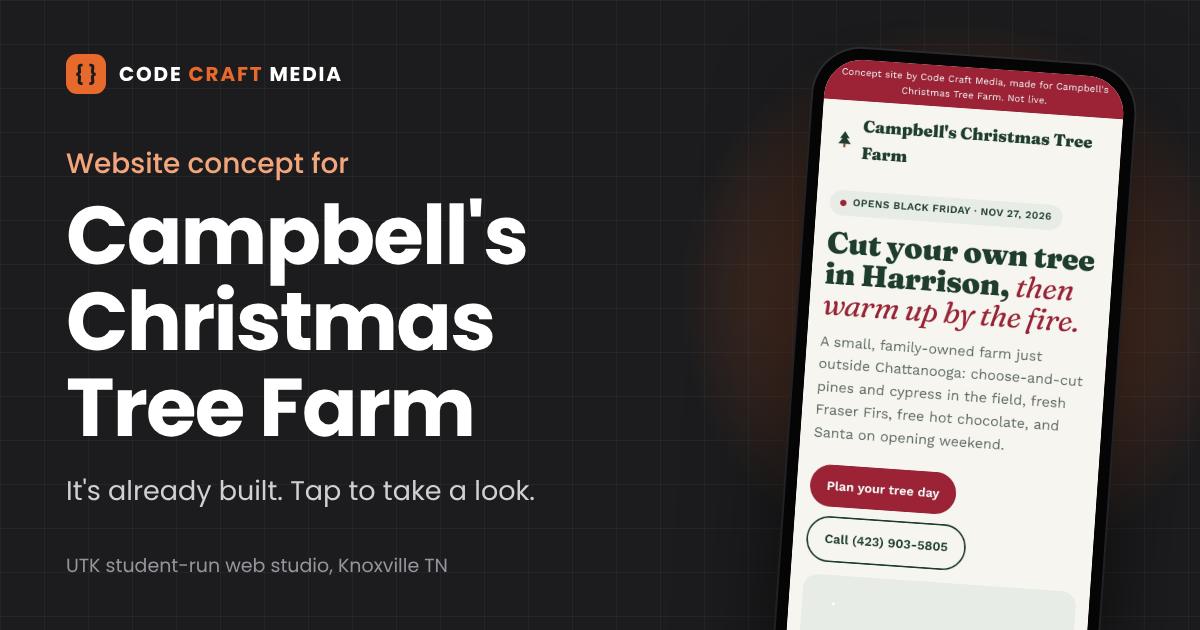 { } CODE CRAFT MEDIA
Website concept for
Campbell's
Christmas
Tree Farm
It's already built. Tap to take a look.
UTK student-run web studio, Knoxville TN
Concept site by Code Craft Media, made for Campbell's
Christmas Tree Farm. Not live.
Campbell's Christmas Tree
Farm
OPENS BLACK FRIDAY · NOV 27, 2026
Cut your own tree
in Harrison, then
warm up by the fire.
A small, family-owned farm just
outside Chattanooga: choose-and-cut
pines and cypress in the field, fresh
Fraser Firs, free hot chocolate, and
Santa on opening weekend.
Plan your tree day
Call (423) 903-5805